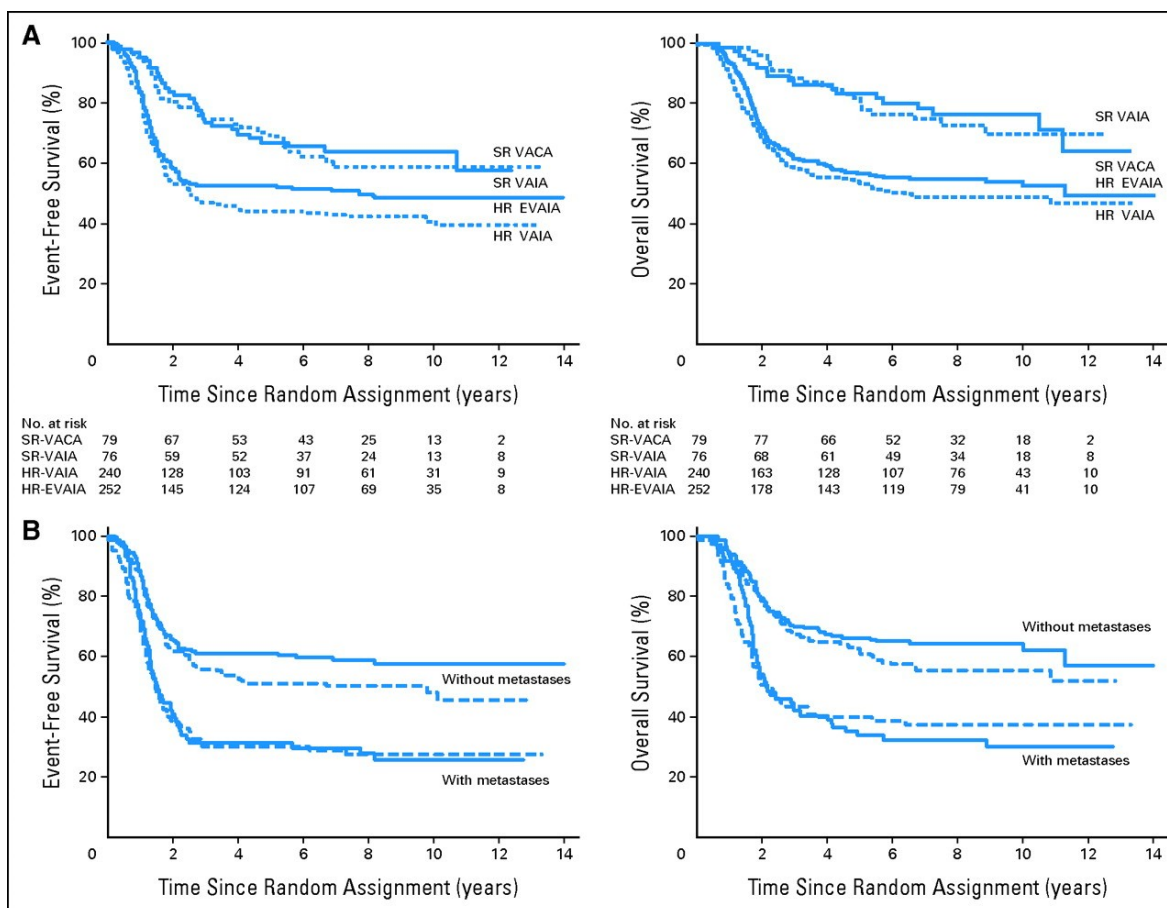 A
Event-Free Survival (%)
100
80
60
40
20
0
2 4 6 8 10 12 14
SR VACA
SR VAIA
HR EVAIA
HR VAIA
Time Since Random Assignment (years)
Overall Survival (%)
100
80
60
40
20
0
2 4 6 8 10 12 14
SR VAIA
SR VACA
HR EVAIA
HR VAIA
Time Since Random Assignment (years)
No. at risk
SR-VACA 79 67 53 43 25 13 2
SR-VAIA 76 59 52 37 24 13 8
HR-VAIA 240 128 103 91 61 31 9
HR-EVAIA 252 145 124 107 69 35 8
No. at risk
SR-VACA 79 77 66 52 32 18 2
SR-VAIA 76 68 61 49 34 18 8
HR-VAIA 240 163 128 107 76 43 10
HR-EVAIA 252 178 143 119 79 41 10
B
Event-Free Survival (%)
100
80
60
40
20
0
2 4 6 8 10 12 14
Without metastases
With metastases
Time Since Random Assignment (years)
Overall Survival (%)
100
80
60
40
20
0
2 4 6 8 10 12 14
Without metastases
With metastases
Time Since Random Assignment (years)